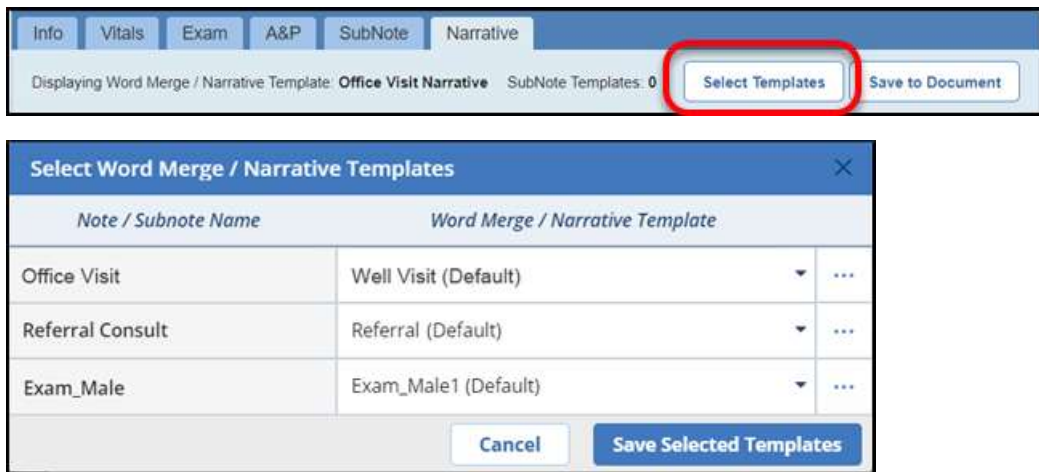 Info Vitals Exam A&P SubNote Narrative
Displaying Word Merge / Narrative Template: Office Visit Narrative SubNote Templates: 0 Select Templates Save to Document
Select Word Merge / Narrative Templates
Note / Subnote Name Word Merge / Narrative Template
Office Visit Well Visit (Default)
Referral Consult Referral (Default)
Exam_Male Exam_Male1 (Default)
Cancel Save Selected Templates